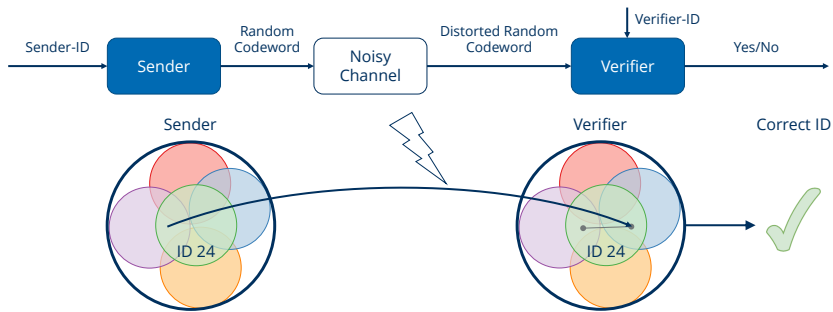 Sender-ID
Sender
Random
Codeword
Noisy
Channel
Distorted Random
Codeword
Verifier-ID
Verifier
Yes/No
Sender
Verifier
Correct ID
ID 24
ID 24